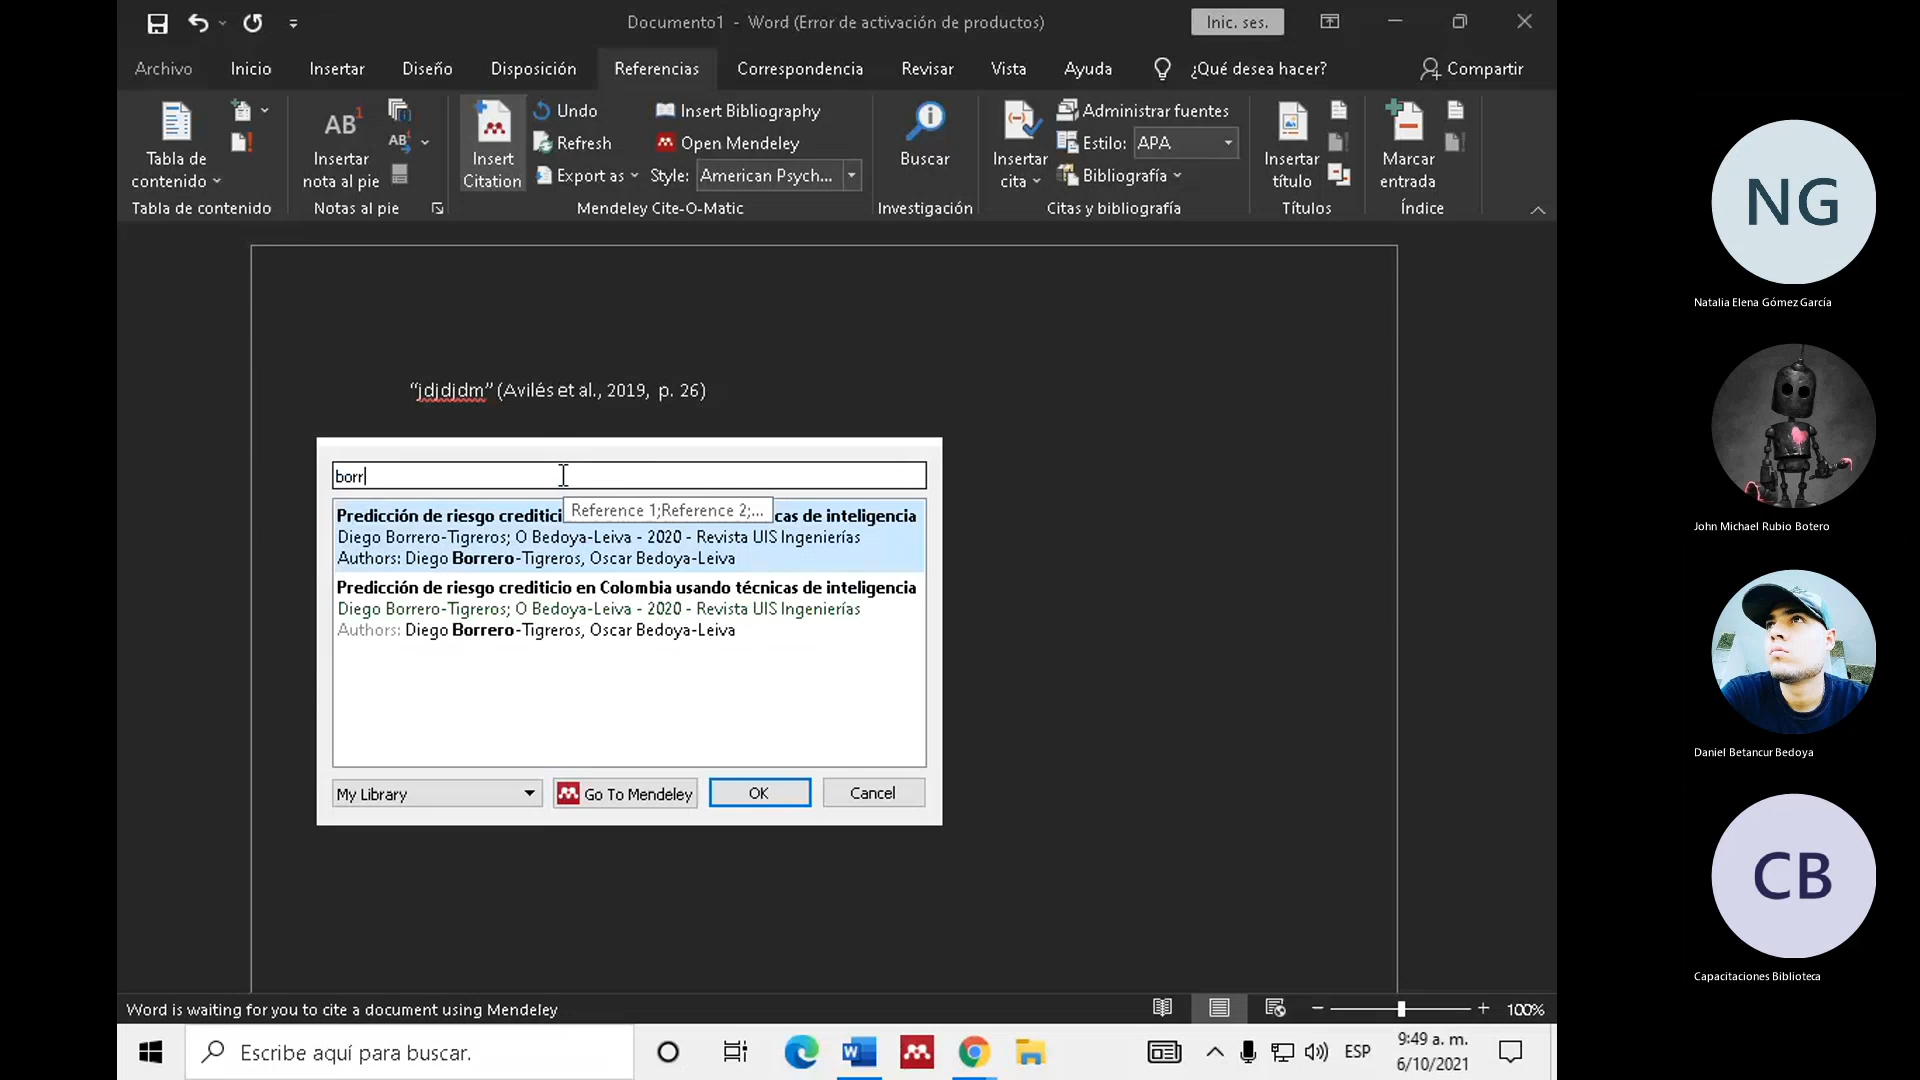 Documento1 - Word (Error de activación de productos)
Inic. ses.
Archivo Inicio Insertar Diseño Disposición Referencias Correspondencia Revisar Vista Ayuda ¿Qué desea hacer? Compartir
Tabla de contenido
Tabla de contenido
AB1
Insertar nota al pie
AB1
Notas al pie
Insert Citation
Undo
Refresh
Export as
Insert Bibliography
Open Mendeley
Style: American Psych...
Mendeley Cite-O-Matic
Buscar
Investigación
Insertar cita
Administrar fuentes
Estilo: APA
Bibliografía
Citas y bibliografía
Insertar título
Títulos
Marcar entrada
Índice
“jdjdjdm” (Avilés et al., 2019, p. 26)
borr
Reference 1;Reference 2;...
Predicción de riesgo crediticio cas de inteligencia
Diego Borrero-Tigreros; O Bedoya-Leiva - 2020 - Revista UIS Ingenierías
Authors: Diego Borrero-Tigreros, Oscar Bedoya-Leiva
Predicción de riesgo crediticio en Colombia usando técnicas de inteligencia
Diego Borrero-Tigreros; O Bedoya-Leiva - 2020 - Revista UIS Ingenierías
Authors: Diego Borrero-Tigreros, Oscar Bedoya-Leiva
My Library
Go To Mendeley
OK
Cancel
Word is waiting for you to cite a document using Mendeley
100%
Escribe aquí para buscar.
ESP
9:49 a. m.
6/10/2021
NG
Natalia Elena Gómez García
John Michael Rubio Botero
Daniel Betancur Bedoya
CB
Capacitaciones Biblioteca